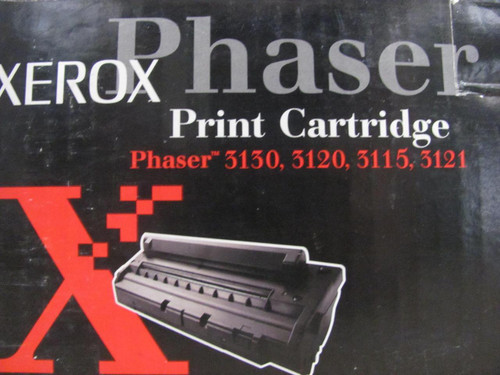 Phaser
XEROX
Print Cartridge
Phaser™ 3130, 3120, 3115, 3121
X